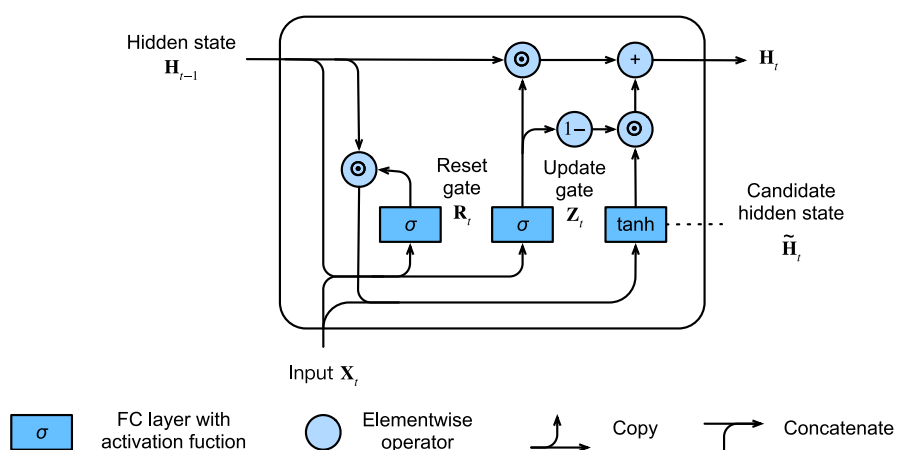 Hidden state
H_{t−1}
⊙
+
H_t
1−
⊙
⊙
Reset
gate
R_t
Update
gate
Z_t
Candidate
hidden state
H̃_t
σ
σ
tanh
Input X_t
σ
FC layer with
activation fuction
Elementwise
operator
Copy
Concatenate